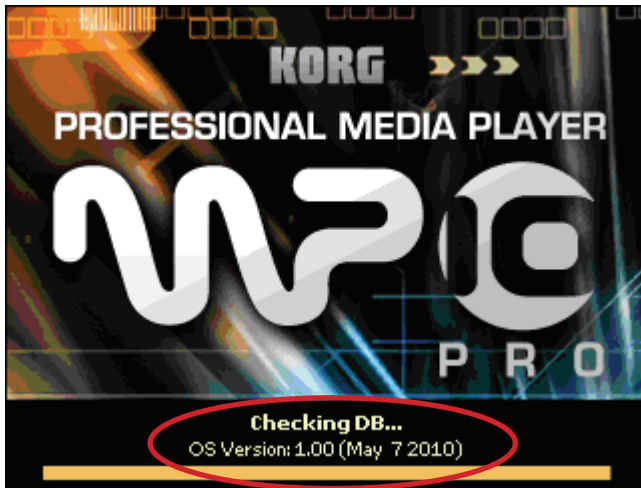 KORG
PROFESSIONAL MEDIA PLAYER
MP10
PRO
Checking DB...
OS Version: 1.00 (May 7 2010)